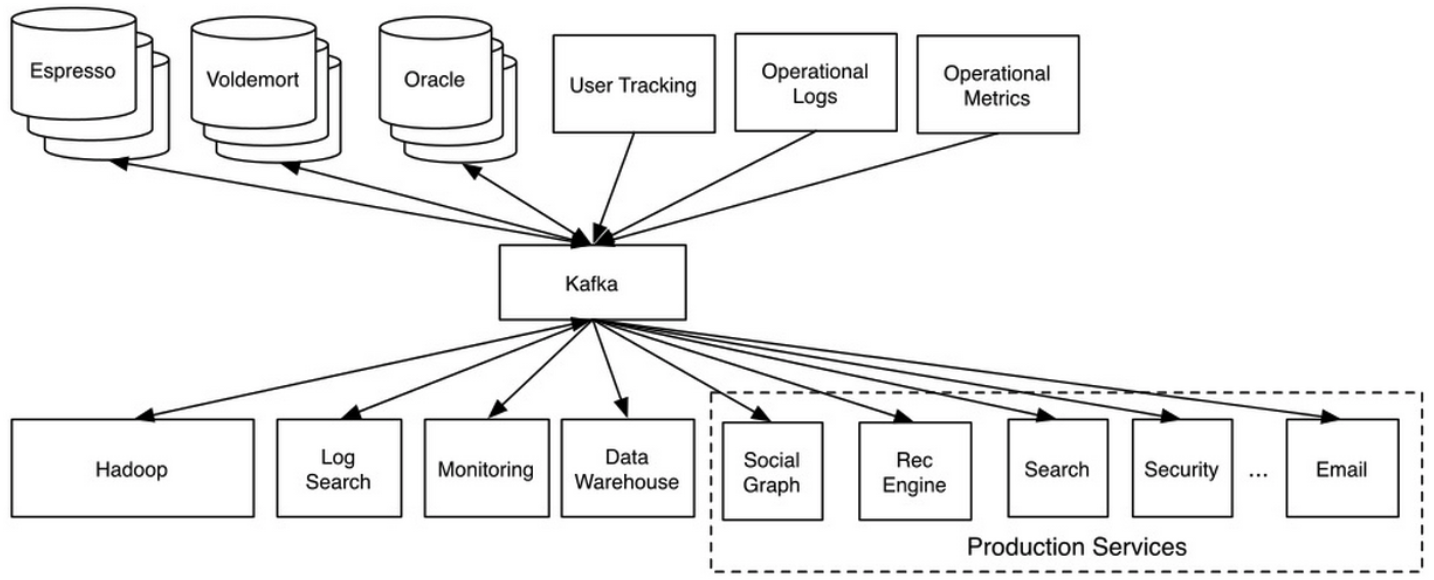 Espresso
Voldemort
Oracle
User Tracking
Operational
Logs
Operational
Metrics
Kafka
Hadoop
Log
Search
Monitoring
Data
Warehouse
Social
Graph
Rec
Engine
Search
Security
...
Email
Production Services